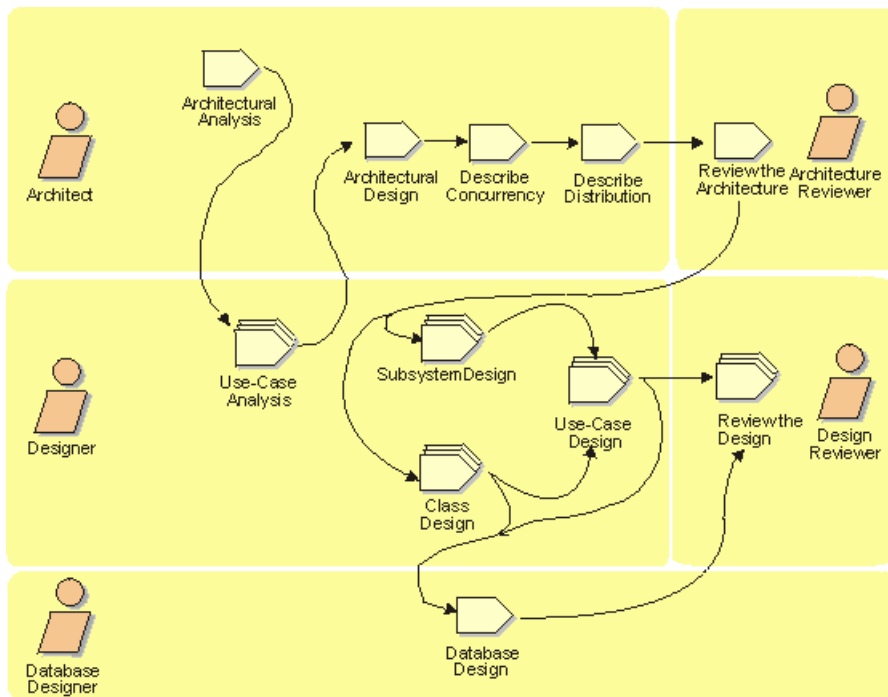 Architectural
Analysis
Architect
Architectural
Design
Describe
Concurrency
Describe
Distribution
Reviewthe
Architecture
Architecture
Reviewer
Designer
Use-Case
Analysis
SubsystemDesign
Use-Case
Design
Class
Design
Reviewthe
Design
Design
Reviewer
Database
Designer
Database
Design